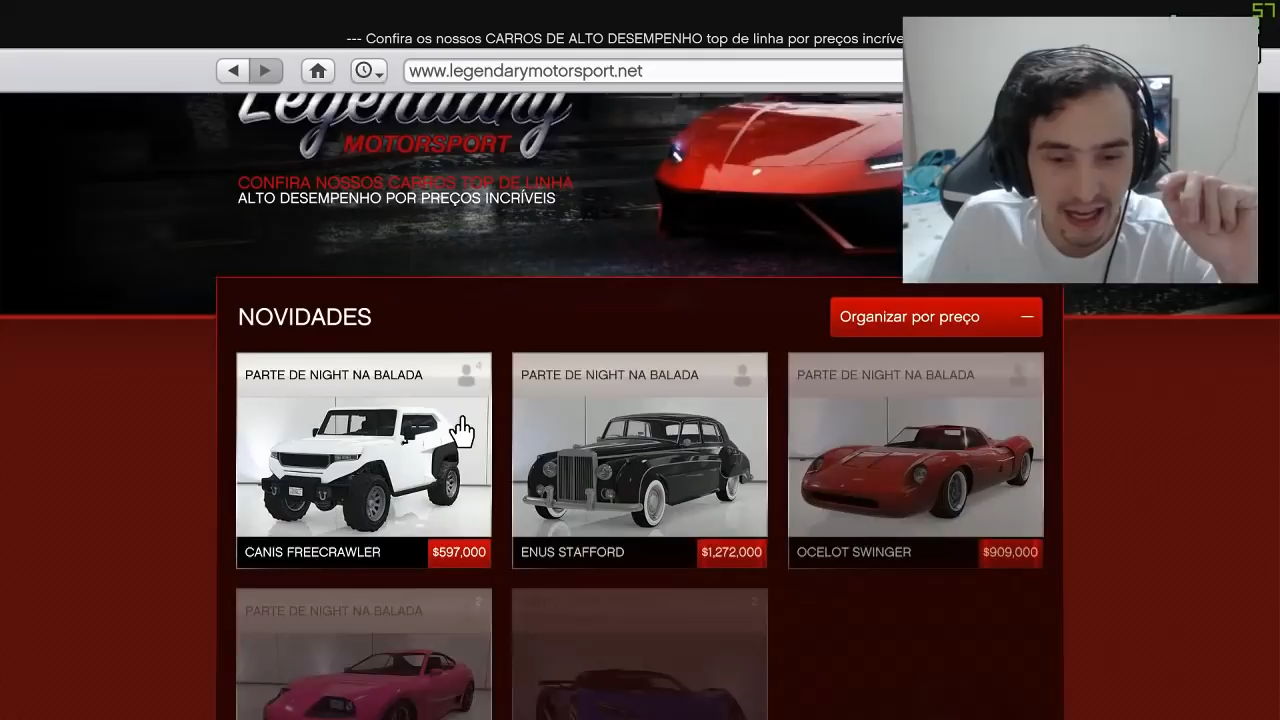 57
--- Confira os nossos CARROS DE ALTO DESEMPENHO top de linha por preços incríve
www.legendarymotorsport.net
Legendary
MOTORSPORT
CONFIRA NOSSOS CARROS TOP DE LINHA
ALTO DESEMPENHO POR PREÇOS INCRÍVEIS
NOVIDADES
Organizar por preço
PARTE DE NIGHT NA BALADA 4
PARTE DE NIGHT NA BALADA
PARTE DE NIGHT NA BALADA
CANIS FREECRAWLER $597,000
ENUS STAFFORD $1,272,000
OCELOT SWINGER $909,000
PARTE DE NIGHT NA BALADA 2
2